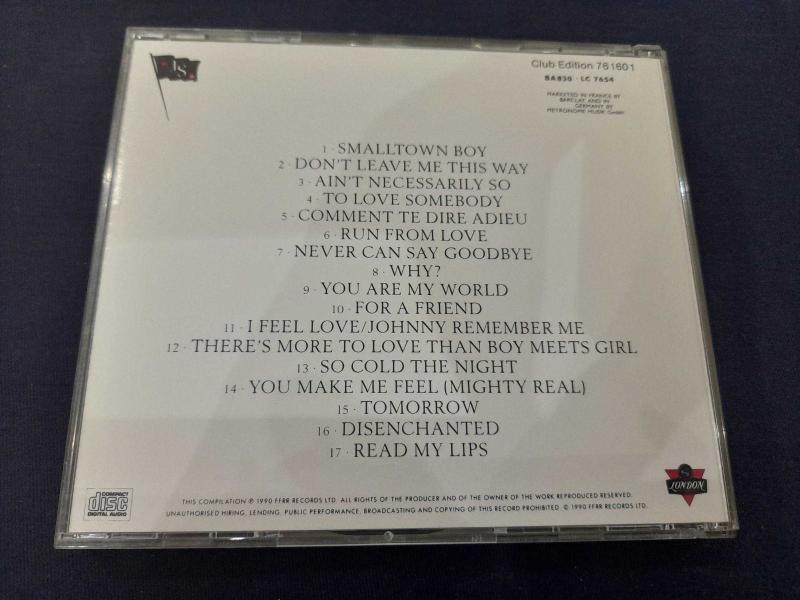 JS
Club Edition 761601
BA850 · LC 7654
MARKETED IN FRANCE BY
BARCLAY AND IN
GERMANY BY
METRONOME MUSIK GmbH
1 · SMALLTOWN BOY
2 · DON'T LEAVE ME THIS WAY
3 · AIN'T NECESSARILY SO
4 · TO LOVE SOMEBODY
5 · COMMENT TE DIRE ADIEU
6 · RUN FROM LOVE
7 · NEVER CAN SAY GOODBYE
8 · WHY?
9 · YOU ARE MY WORLD
10 · FOR A FRIEND
11 · I FEEL LOVE/JOHNNY REMEMBER ME
12 · THERE'S MORE TO LOVE THAN BOY MEETS GIRL
13 · SO COLD THE NIGHT
14 · YOU MAKE ME FEEL (MIGHTY REAL)
15 · TOMORROW
16 · DISENCHANTED
17 · READ MY LIPS
COMPACT
disc
DIGITAL AUDIO
THIS COMPILATION ℗ 1990 FFRR RECORDS LTD. ALL RIGHTS OF THE PRODUCER AND OF THE OWNER OF THE WORK REPRODUCED RESERVED.
UNAUTHORISED HIRING, LENDING, PUBLIC PERFORMANCE, BROADCASTING AND COPYING OF THIS RECORD PROHIBITED. © 1990 FFRR RECORDS LTD.
LONDON